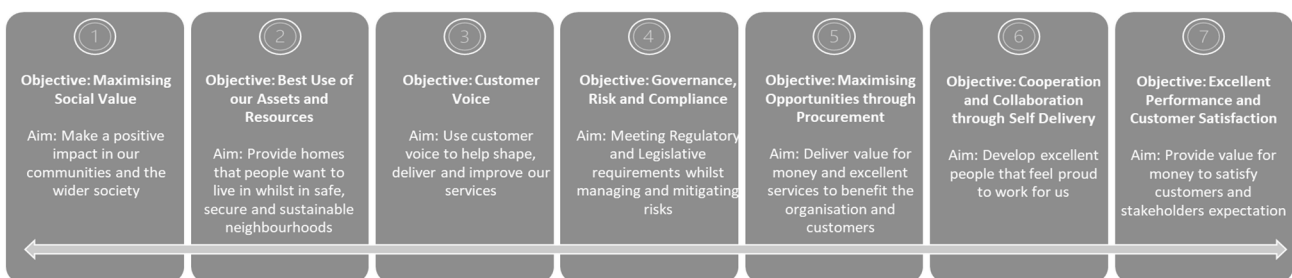 1
Objective: Maximising
Social Value
Aim: Make a positive
impact in our
communities and the
wider society
2
Objective: Best Use of
our Assets and
Resources
Aim: Provide homes
that people want to
live in whilst in safe,
secure and sustainable
neighbourhoods
3
Objective: Customer
Voice
Aim: Use customer
voice to help shape,
deliver and improve our
services
4
Objective: Governance,
Risk and Compliance
Aim: Meeting Regulatory
and Legislative
requirements whilst
managing and mitigating
risks
5
Objective: Maximising
Opportunities through
Procurement
Aim: Deliver value for
money and excellent
services to benefit the
organisation and
customers
6
Objective: Cooperation
and Collaboration
through Self Delivery
Aim: Develop excellent
people that feel proud
to work for us
7
Objective: Excellent
Performance and
Customer Satisfaction
Aim: Provide value for
money to satisfy
customers and
stakeholders expectation